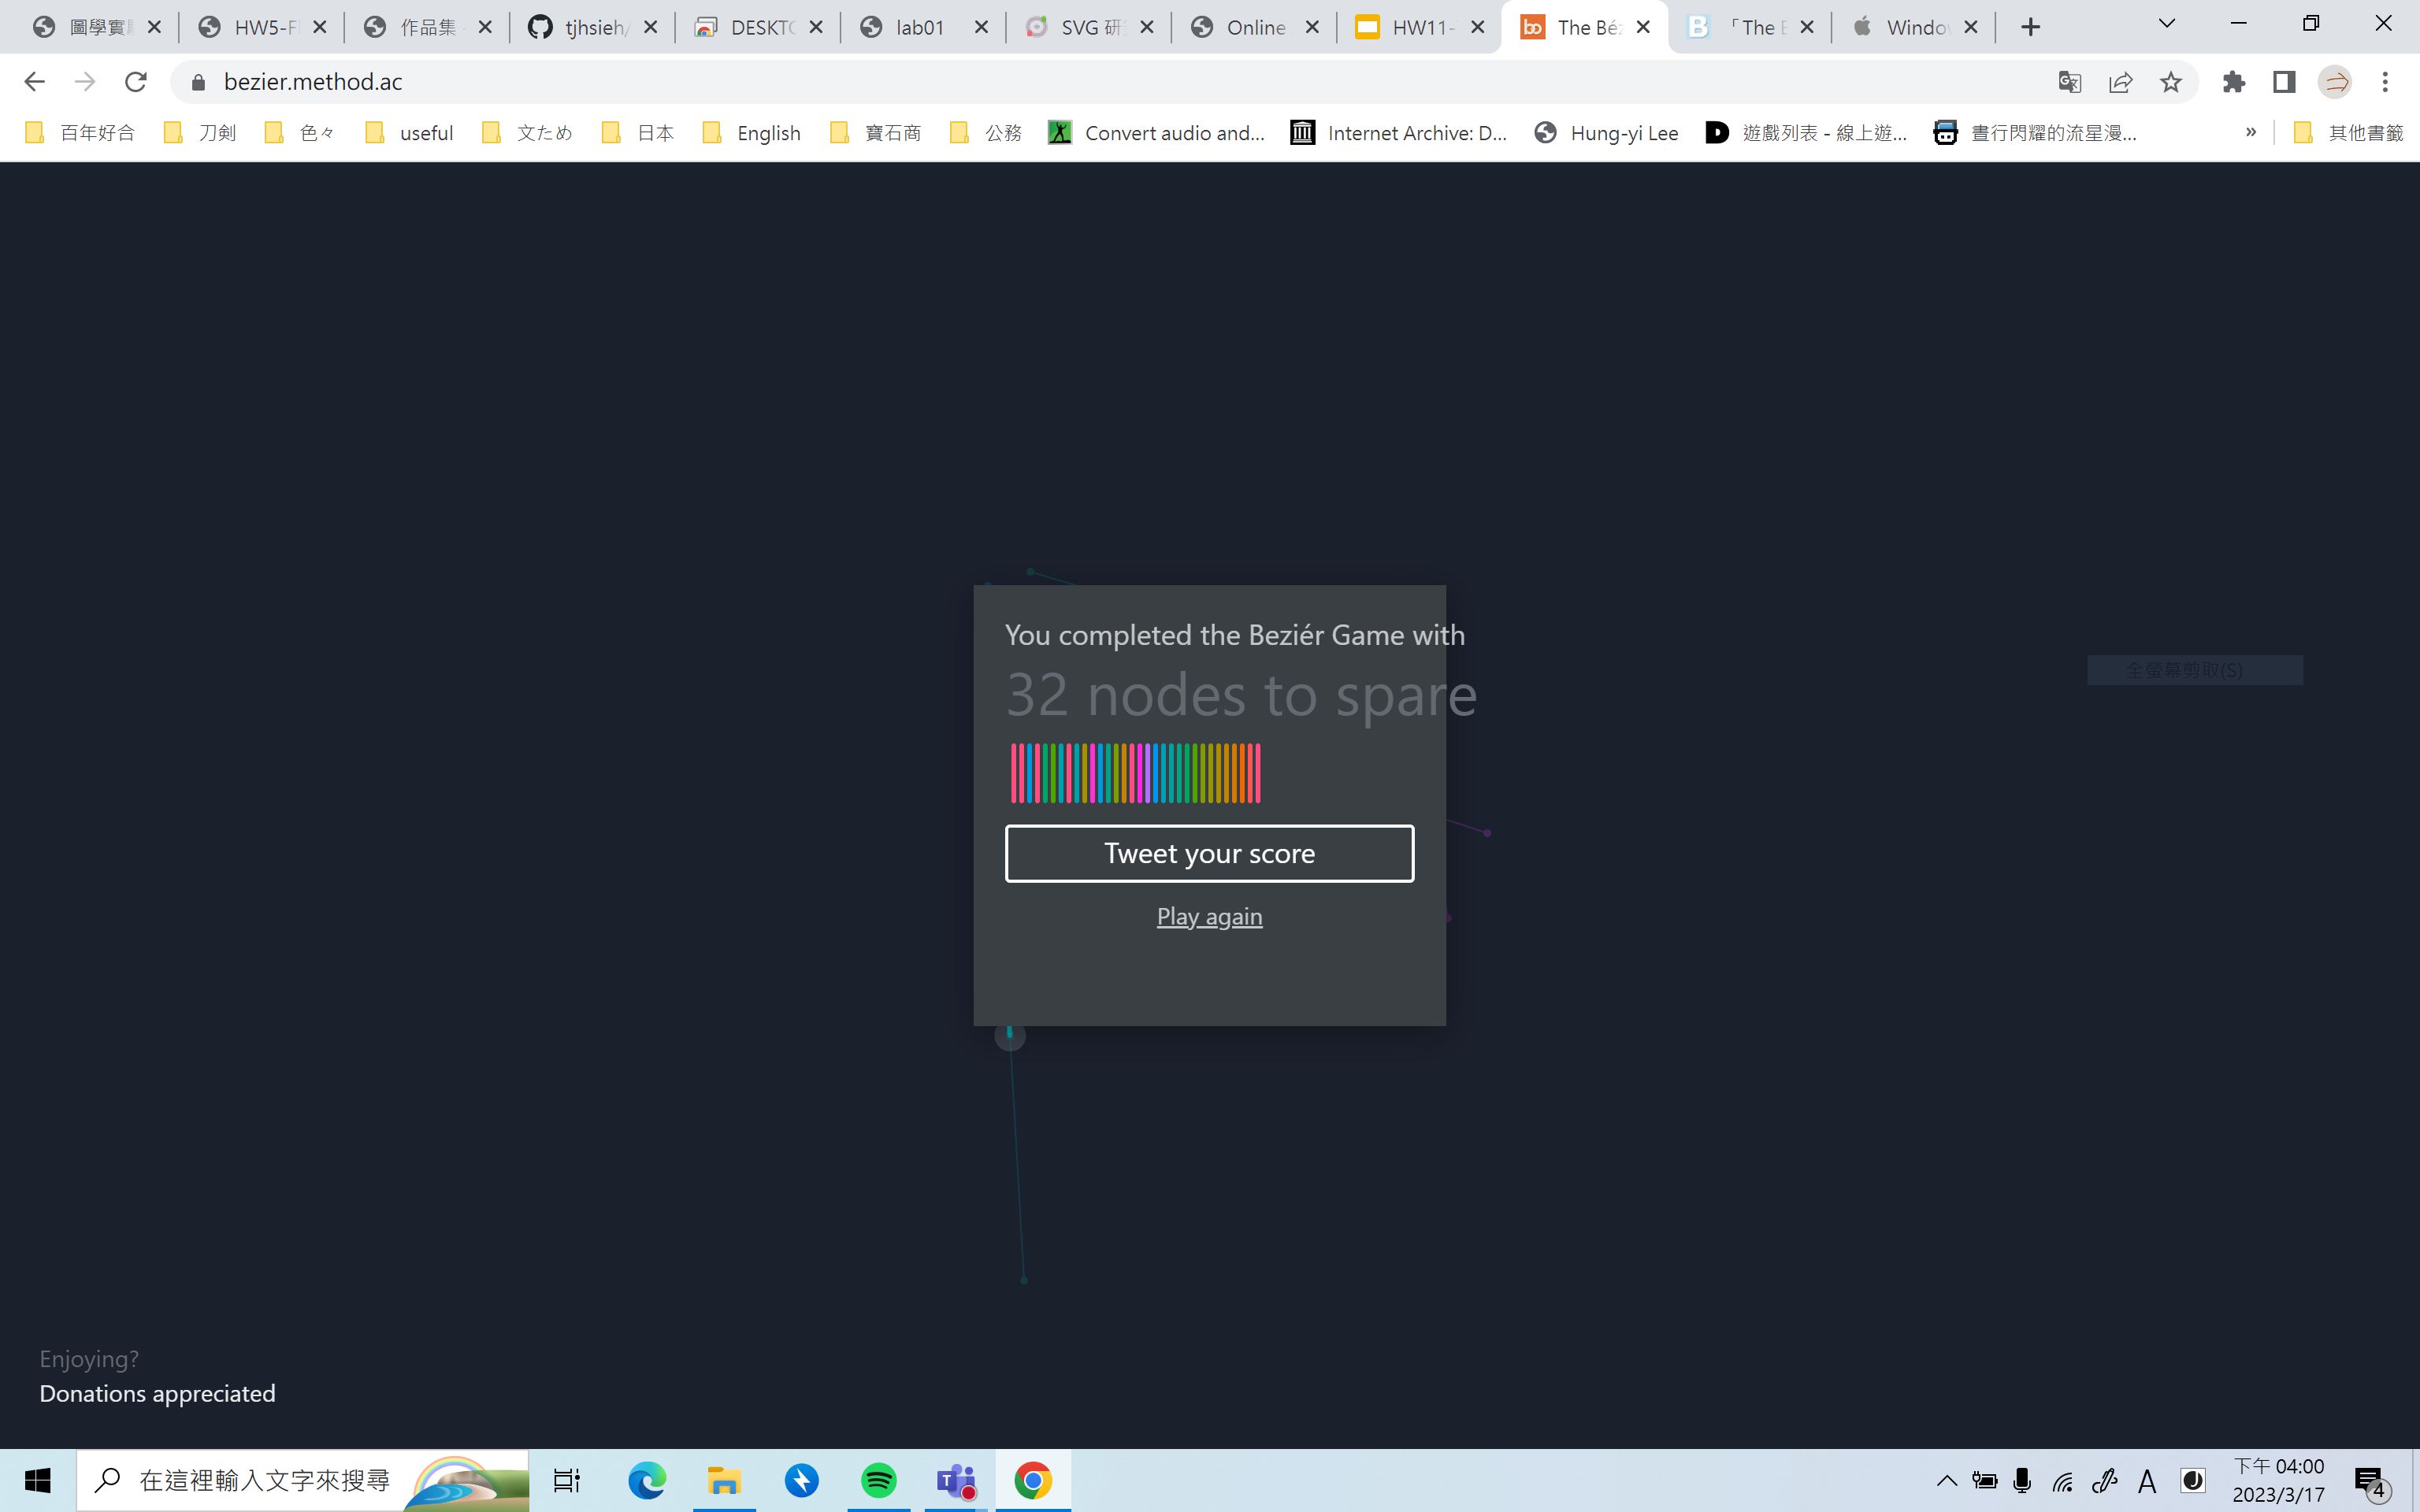 圖學實
HW5-F
作品集 -
tjhsieh/
DESKTO
lab01
SVG 研
Online
HW11-
The Béz
「The B
Windo
bezier.method.ac
百年好合
刀剣
色々
useful
文ため
日本
English
寶石商
公務
Convert audio and...
Internet Archive: D...
Hung-yi Lee
遊戲列表 - 線上遊...
晝行閃耀的流星漫...
»
其他書籤
You completed the Beziér Game with
32 nodes to spare
全螢幕剪取(S)
Tweet your score
Play again
Enjoying?
Donations appreciated
在這裡輸入文字來搜尋
A
下午 04:00
2023/3/17
4